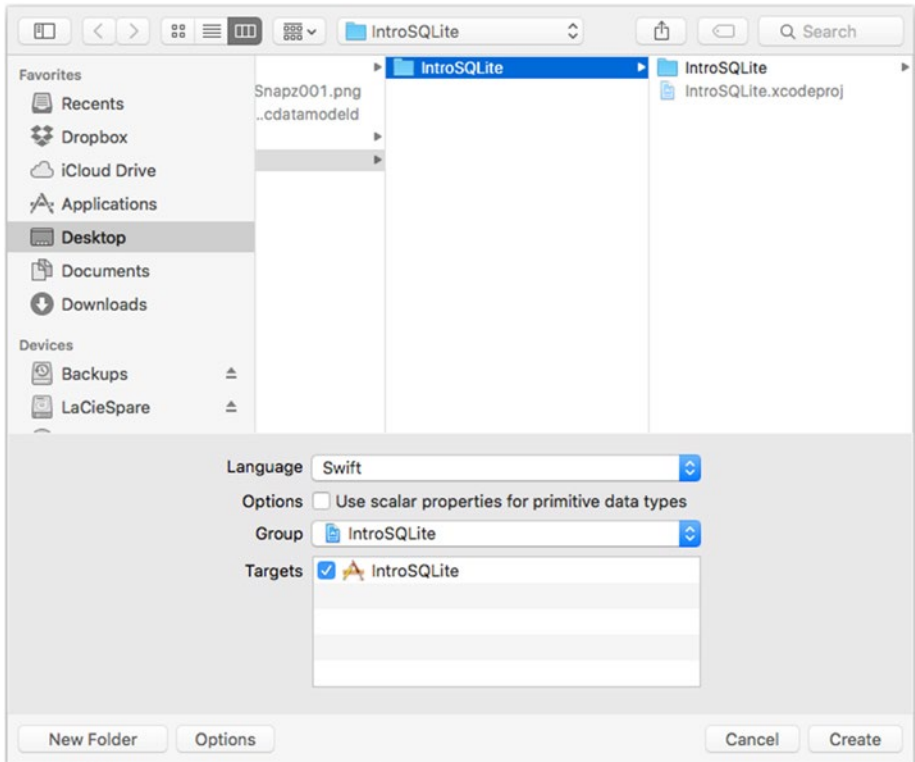 IntroSQLite
Search
Favorites
Recents
Dropbox
iCloud Drive
Applications
Desktop
Documents
Downloads
Devices
Backups
LaCieSpare
Snapz001.png
..cdatamodeld
IntroSQLite
IntroSQLite
IntroSQLite.xcodeproj
Language Swift
Options Use scalar properties for primitive data types
Group IntroSQLite
Targets IntroSQLite
New Folder Options Cancel Create